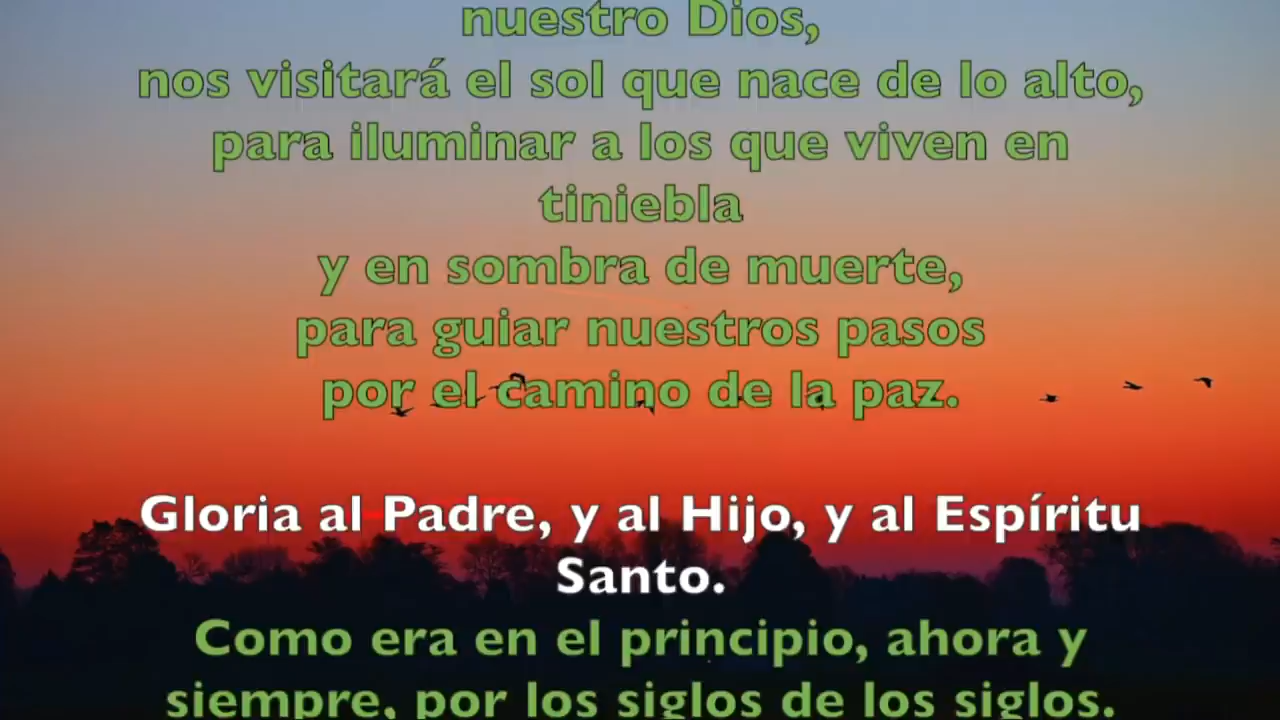 nuestro Dios,
nos visitará el sol que nace de lo alto,
para iluminar a los que viven en
tiniebla
y en sombra de muerte,
para guiar nuestros pasos
por el camino de la paz.
Gloria al Padre, y al Hijo, y al Espíritu
Santo.
Como era en el principio, ahora y
siempre, por los siglos de los siglos.